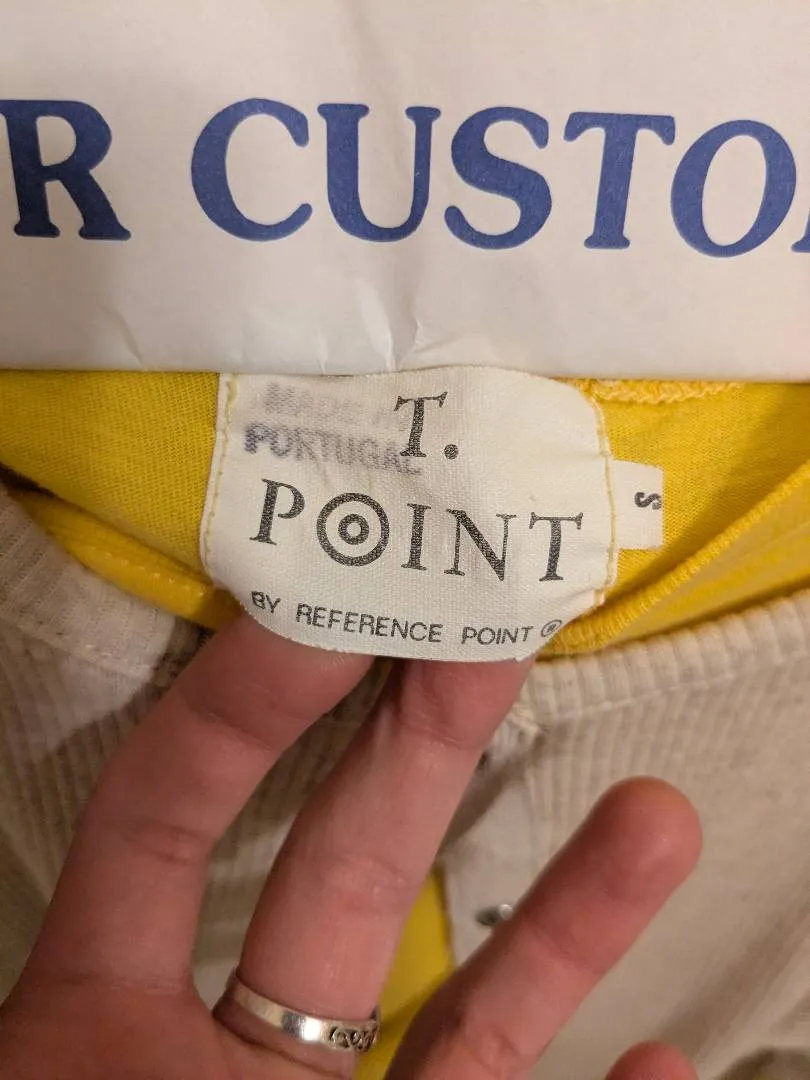 R CUSTO
MADE IN
PORTUGAL
T.
POINT
BY REFERENCE POINT ®
S